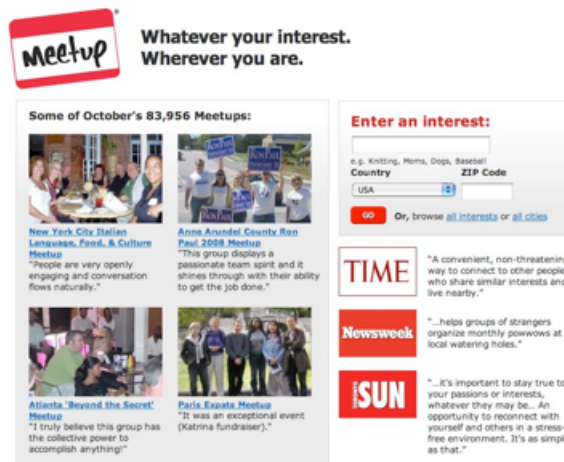 Meetup
Whatever your interest.
Wherever you are.
Some of October's 83,956 Meetups:
New York City Italian
Language, Food, & Culture
Meetup
"People are very openly
engaging and conversation
flows naturally."
Anne Arundel County Ron
Paul 2008 Meetup
"This group displays a
passionate team spirit and it
shines through with their ability
to get the job done."
Atlanta 'Beyond the Secret'
Meetup
"I truly believe this group has
the collective power to
accomplish anything!"
Paris Expats Meetup
"It was an exceptional event
(Katrina fundraiser)."
Enter an interest:
e.g. Knitting, Moms, Dogs, Baseball
Country ZIP Code
USA
GO Or, browse all interests or all cities
TIME
"A convenient, non-threatenin
way to connect to other people
who share similar interests and
live nearby."
Newsweek
"...helps groups of strangers
organize monthly powwows at
local watering holes."
SUN
"...it's important to stay true to
your passions or interests,
whatever they may be... An
opportunity to reconnect with
yourself and others in a stress-
free environment. It's as simple
as that."